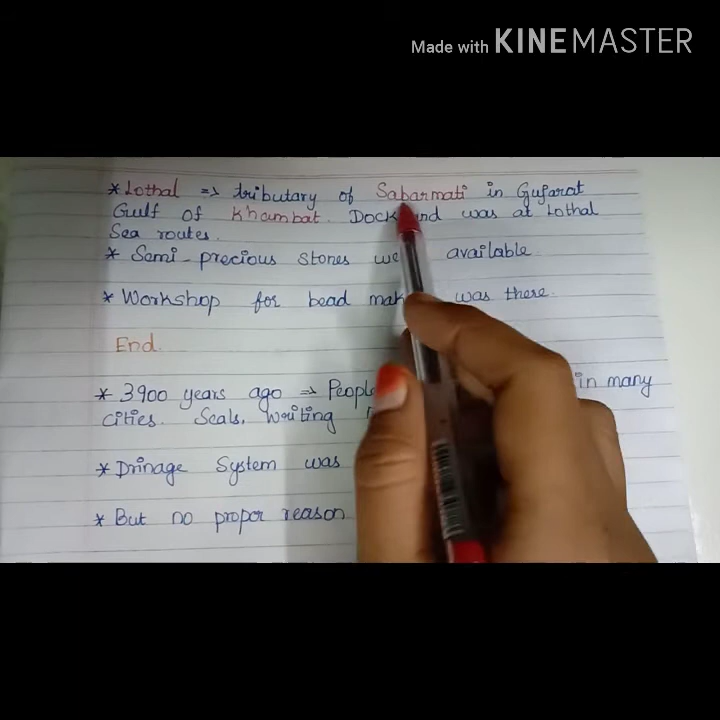 Made with KINEMASTER
* Lothal => tributary of Sabarmati in Gujarat
Gulf of Khambat. Dock was at Lothal
Sea routes.
* Semi-precious stones available.
* Workshop for bead was there.
End.
* 3900 years ago => in many
cities. Seals, Writing
* Drinage System was
* But no proper reason